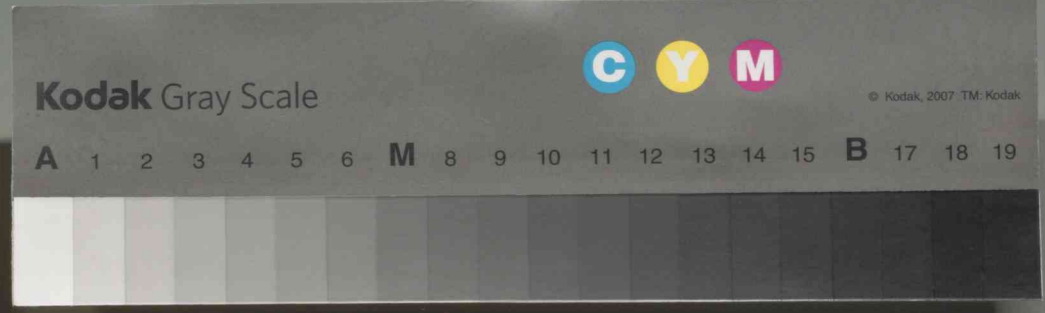 C Y M
Kodak Gray Scale
© Kodak, 2007 TM: Kodak
A 1 2 3 4 5 6 M 8 9 10 11 12 13 14 15 B 17 18 19